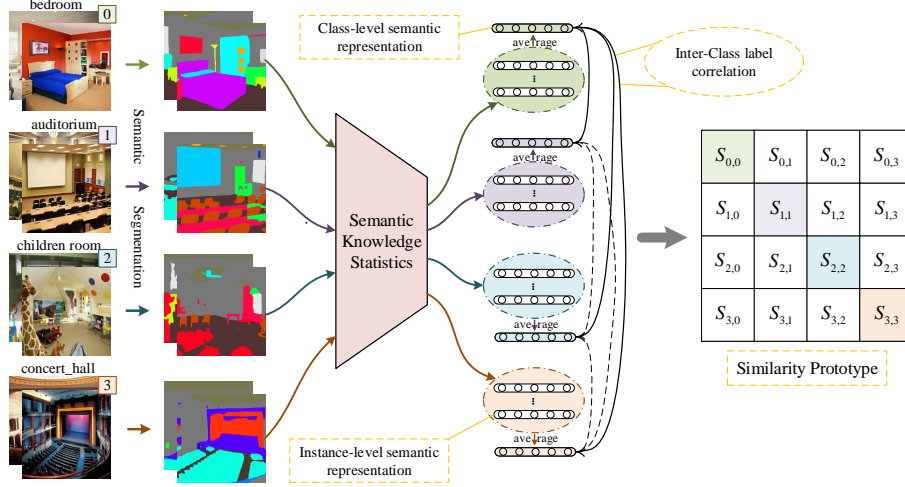 bedroom
0
auditorium
1
children room
2
concert_hall
3
Semantic
Segmentation
Semantic
Knowledge
Statistics
Class-level semantic
representation
average
average
average
average
Instance-level semantic
representation
Inter-Class label
correlation
S0,0 S0,1 S0,2 S0,3
S1,0 S1,1 S1,2 S1,3
S2,0 S2,1 S2,2 S2,3
S3,0 S3,1 S3,2 S3,3
Similarity Prototype